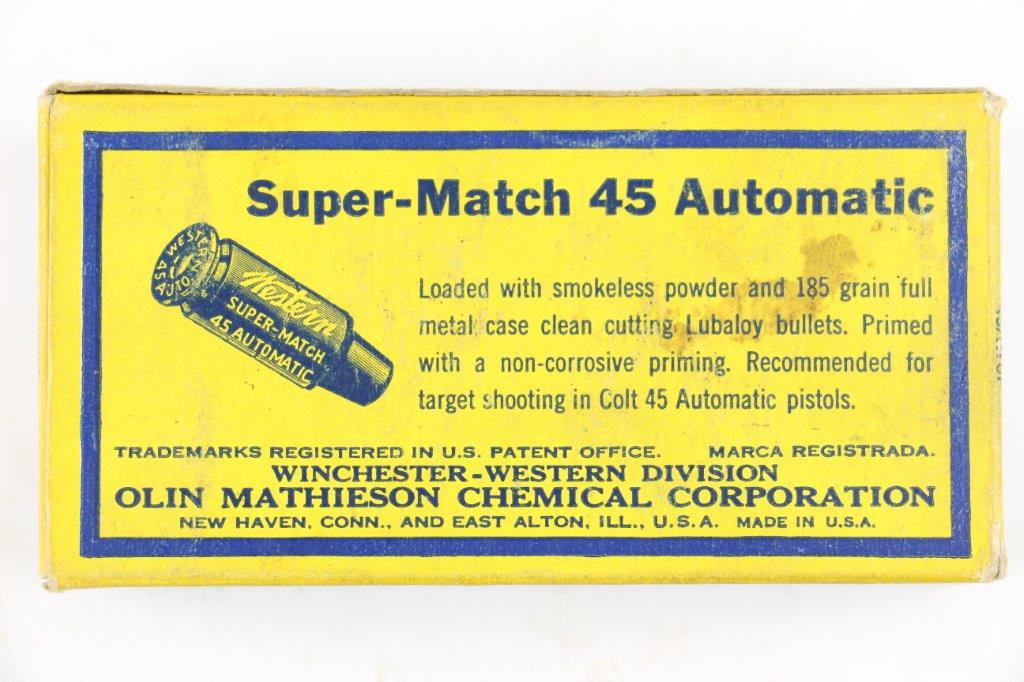 Super-Match 45 Automatic
WESTERN
45 AUTO
Western
SUPER-MATCH
45 AUTOMATIC
Loaded with smokeless powder and 185 grain full
metal case clean cutting Lubaloy bullets. Primed
with a non-corrosive priming. Recommended for
target shooting in Colt 45 Automatic pistols.
TRADEMARKS REGISTERED IN U.S. PATENT OFFICE. MARCA REGISTRADA.
WINCHESTER-WESTERN DIVISION
OLIN MATHIESON CHEMICAL CORPORATION
NEW HAVEN, CONN., AND EAST ALTON, ILL., U.S.A. MADE IN U.S.A.